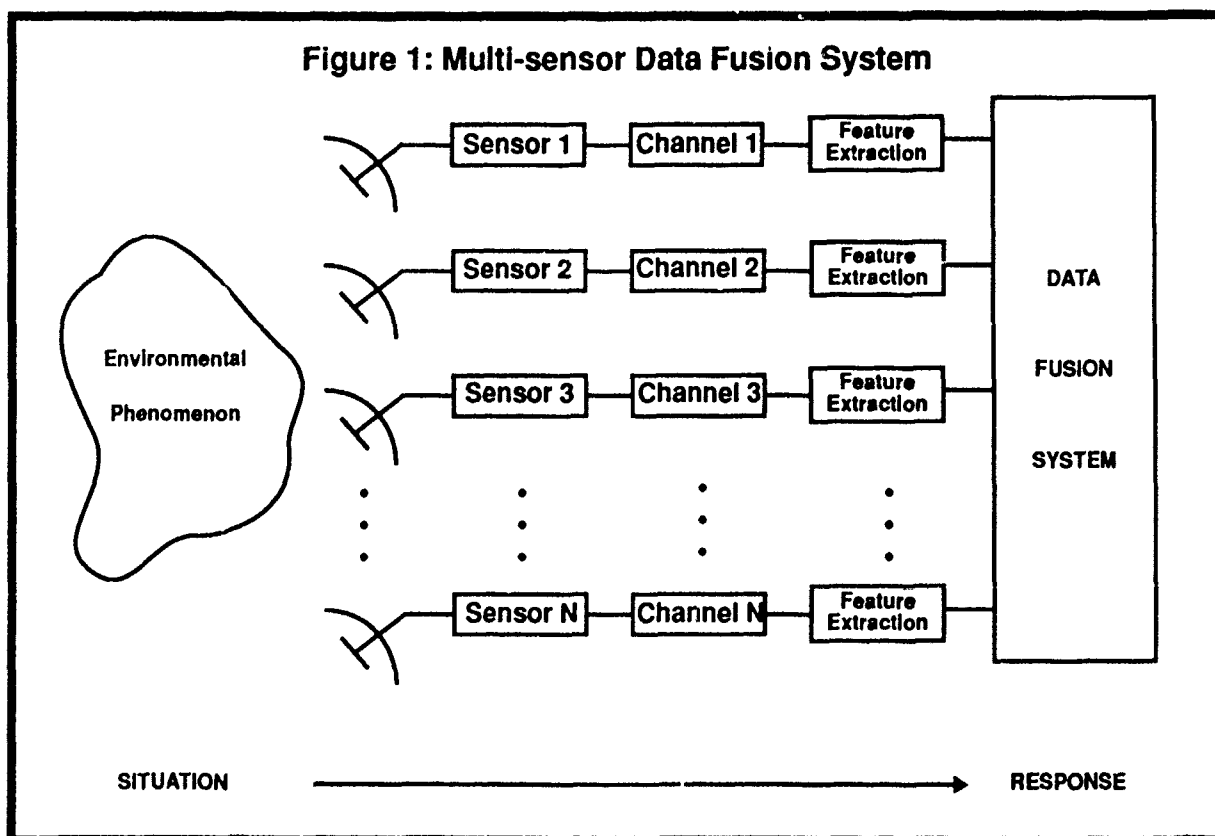 Figure 1: Multi-sensor Data Fusion System
Sensor 1
Channel 1
Feature
Extraction
Sensor 2
Channel 2
Feature
Extraction
Environmental
Phenomenon
Sensor 3
Channel 3
Feature
Extraction
Sensor N
Channel N
Feature
Extraction
DATA
FUSION
SYSTEM
SITUATION
RESPONSE